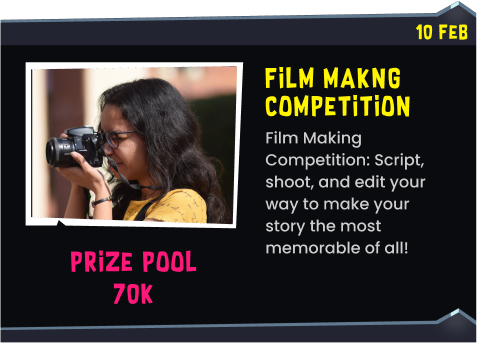 10 FEB
FiLM MAKNG
COMPETiTiON
Film Making
Competition: Script,
shoot, and edit your
way to make your
story the most
memorable of all!
PRiZE POOL
70K